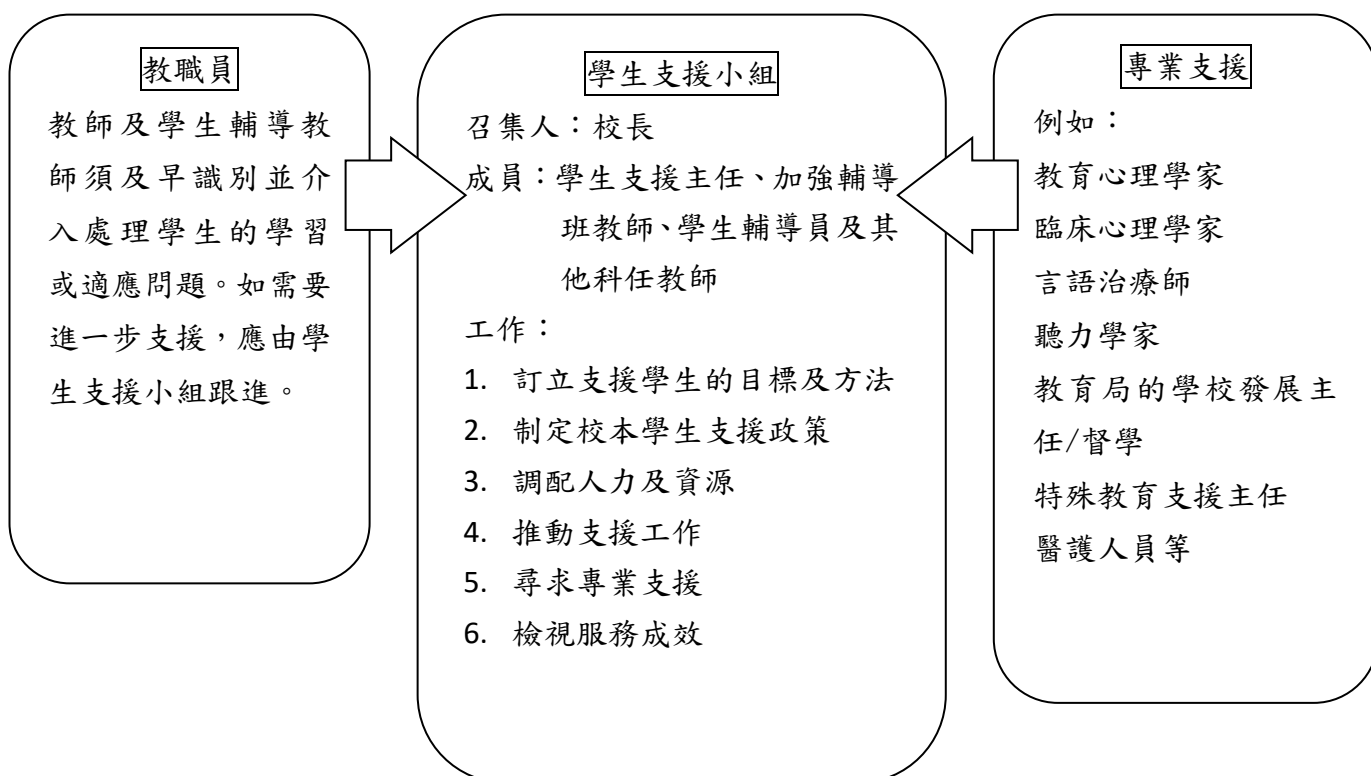 教職員
教師及學生輔導教
師須及早識別並介
入處理學生的學習
或適應問題。如需要
進一步支援，應由學
生支援小組跟進。
學生支援小組
召集人：校長
成員：學生支援主任、加強輔導
班教師、學生輔導員及其
他科任教師
工作：
1. 訂立支援學生的目標及方法
2. 制定校本學生支援政策
3. 調配人力及資源
4. 推動支援工作
5. 尋求專業支援
6. 檢視服務成效
專業支援
例如：
教育心理學家
臨床心理學家
言語治療師
聽力學家
教育局的學校發展主
任/督學
特殊教育支援主任
醫護人員等